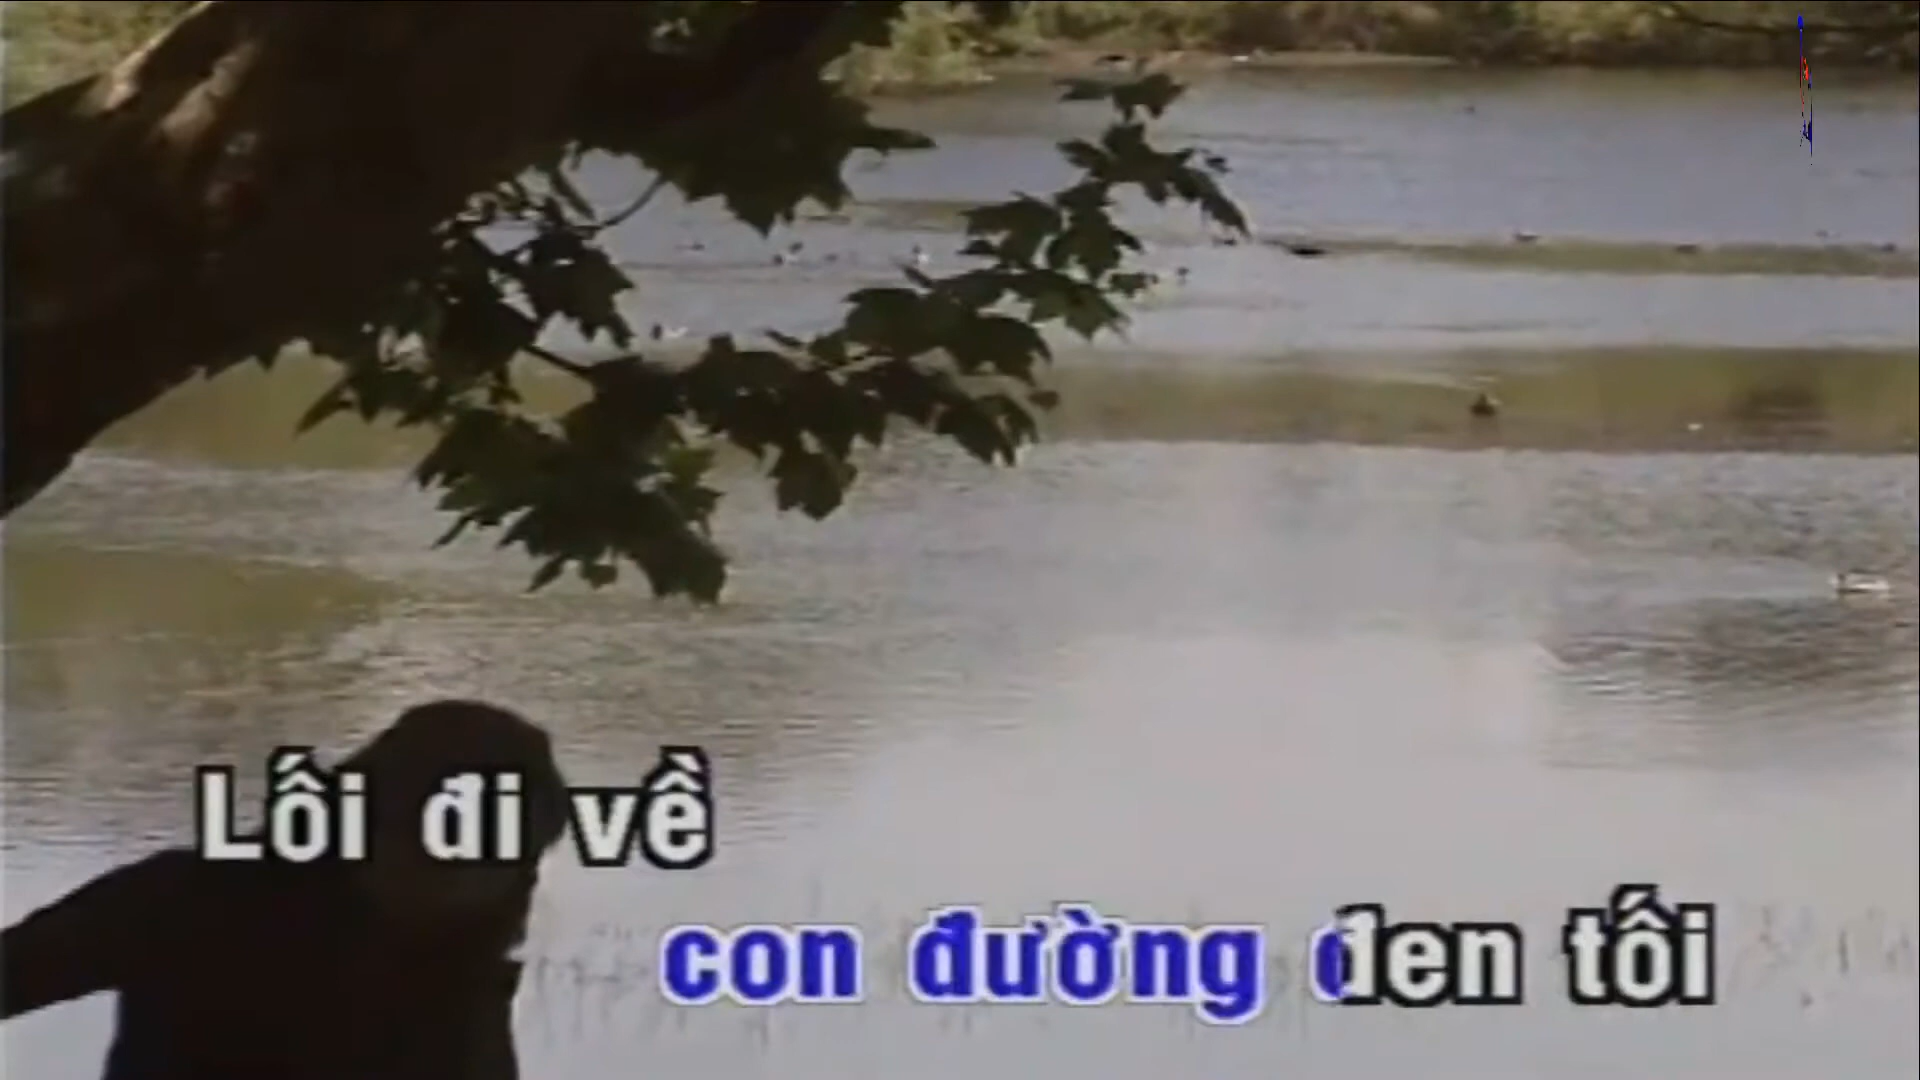 Lối đi về
con đường đen tối